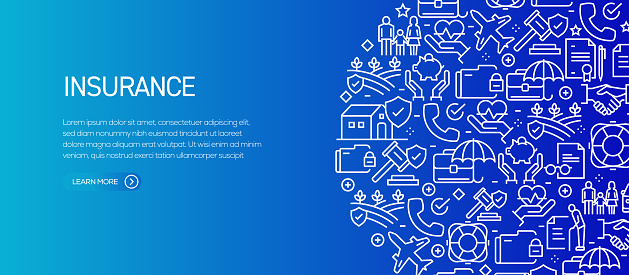 INSURANCE
Lorem ipsum dolor sit amet, consectetuer adipiscing elit,
sed diam nonummy nibh euismod tincidunt ut laoreet
dolore magna aliquam erat volutpat. Ut wisi enim ad minim
veniam, quis nostrud exerci tation ullamcorper suscipit
LEARN MORE